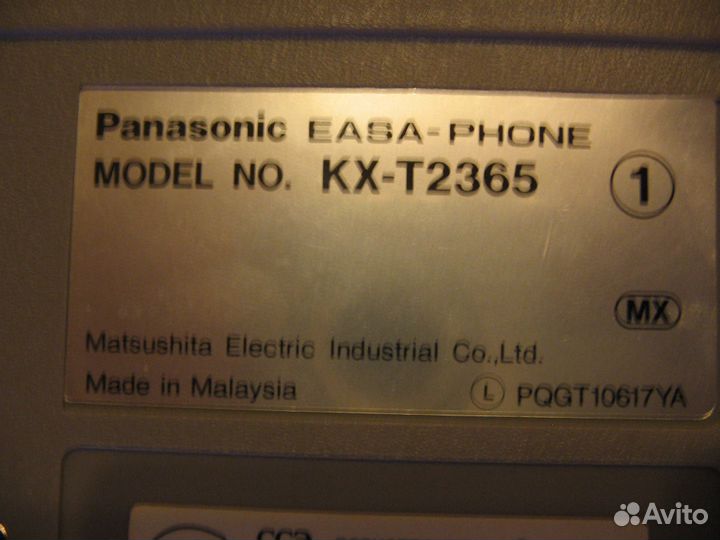 Panasonic EASA-PHONE
MODEL NO. KX-T2365 1
MX
Matsushita Electric Industrial Co.,Ltd.
Made in Malaysia L PQGT10617YA
Avito